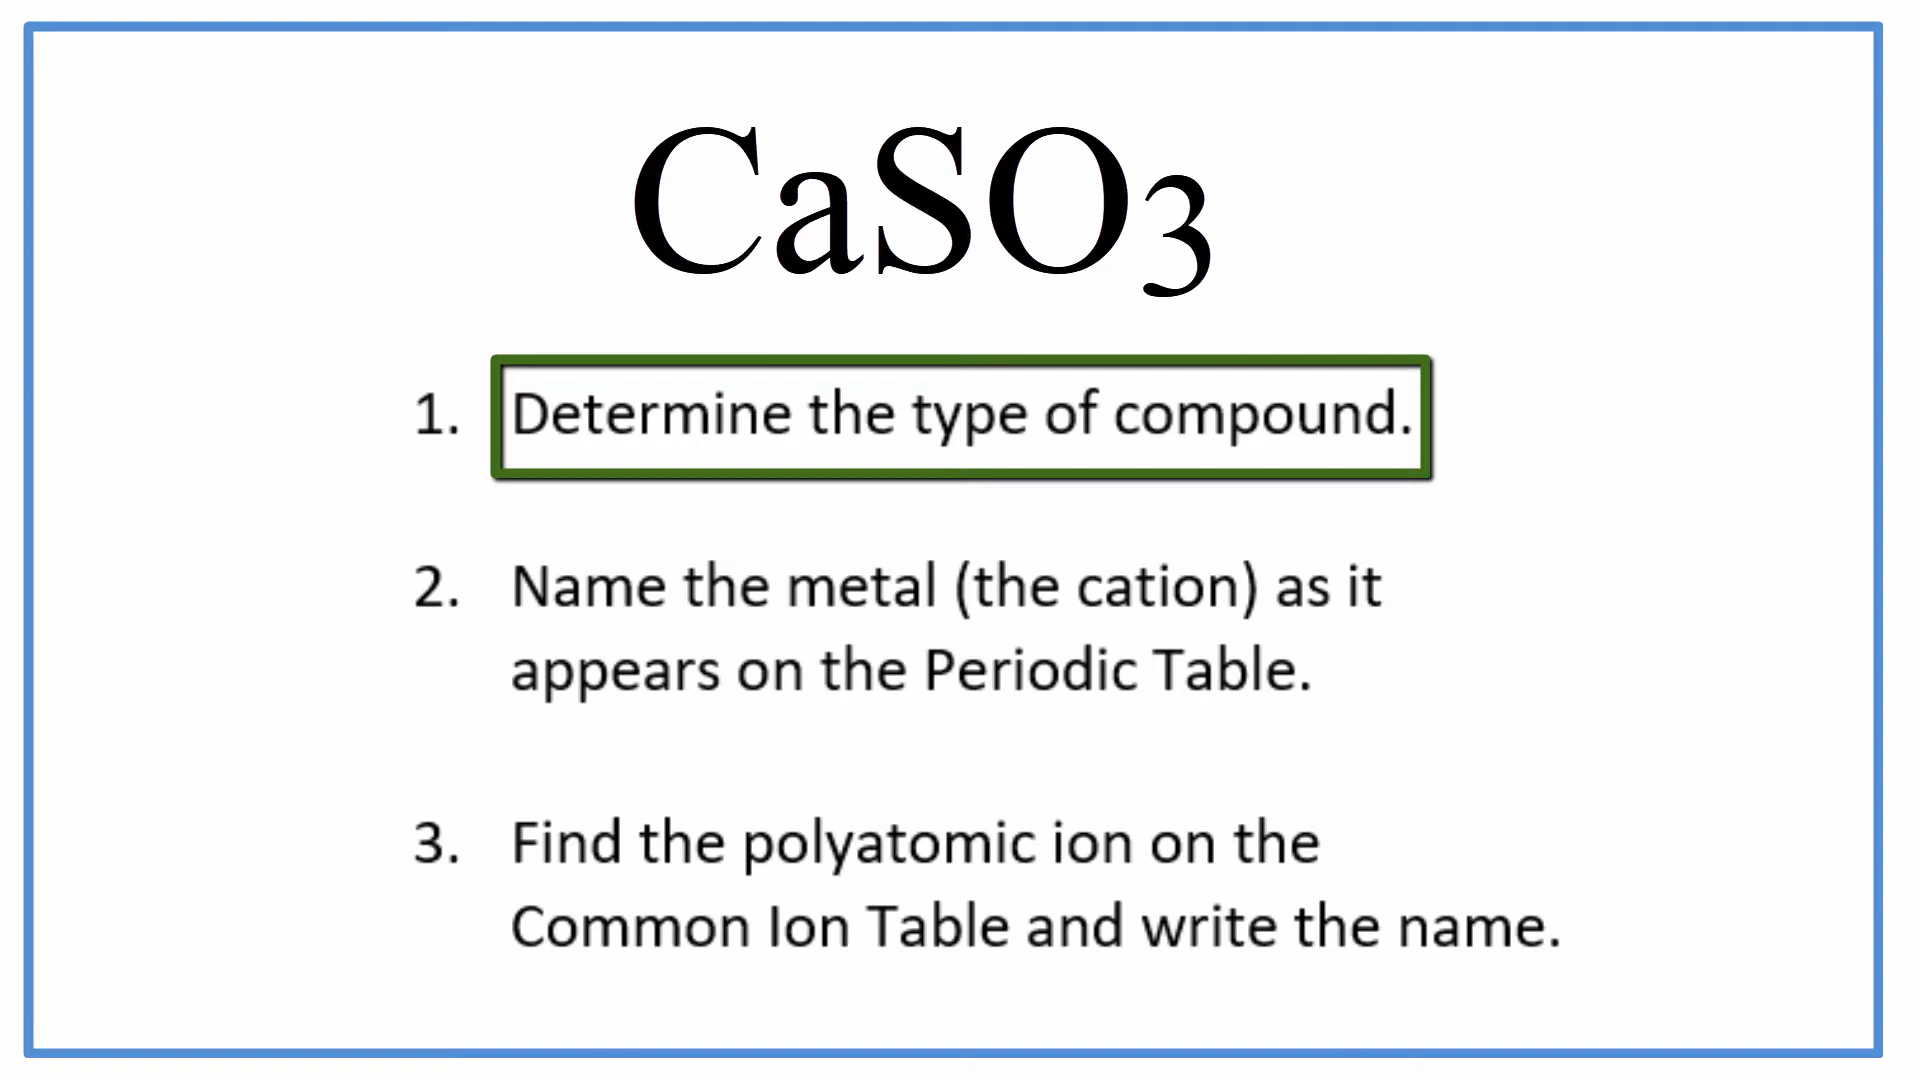 CaSO3
1. Determine the type of compound.
2. Name the metal (the cation) as it
appears on the Periodic Table.
3. Find the polyatomic ion on the
Common Ion Table and write the name.